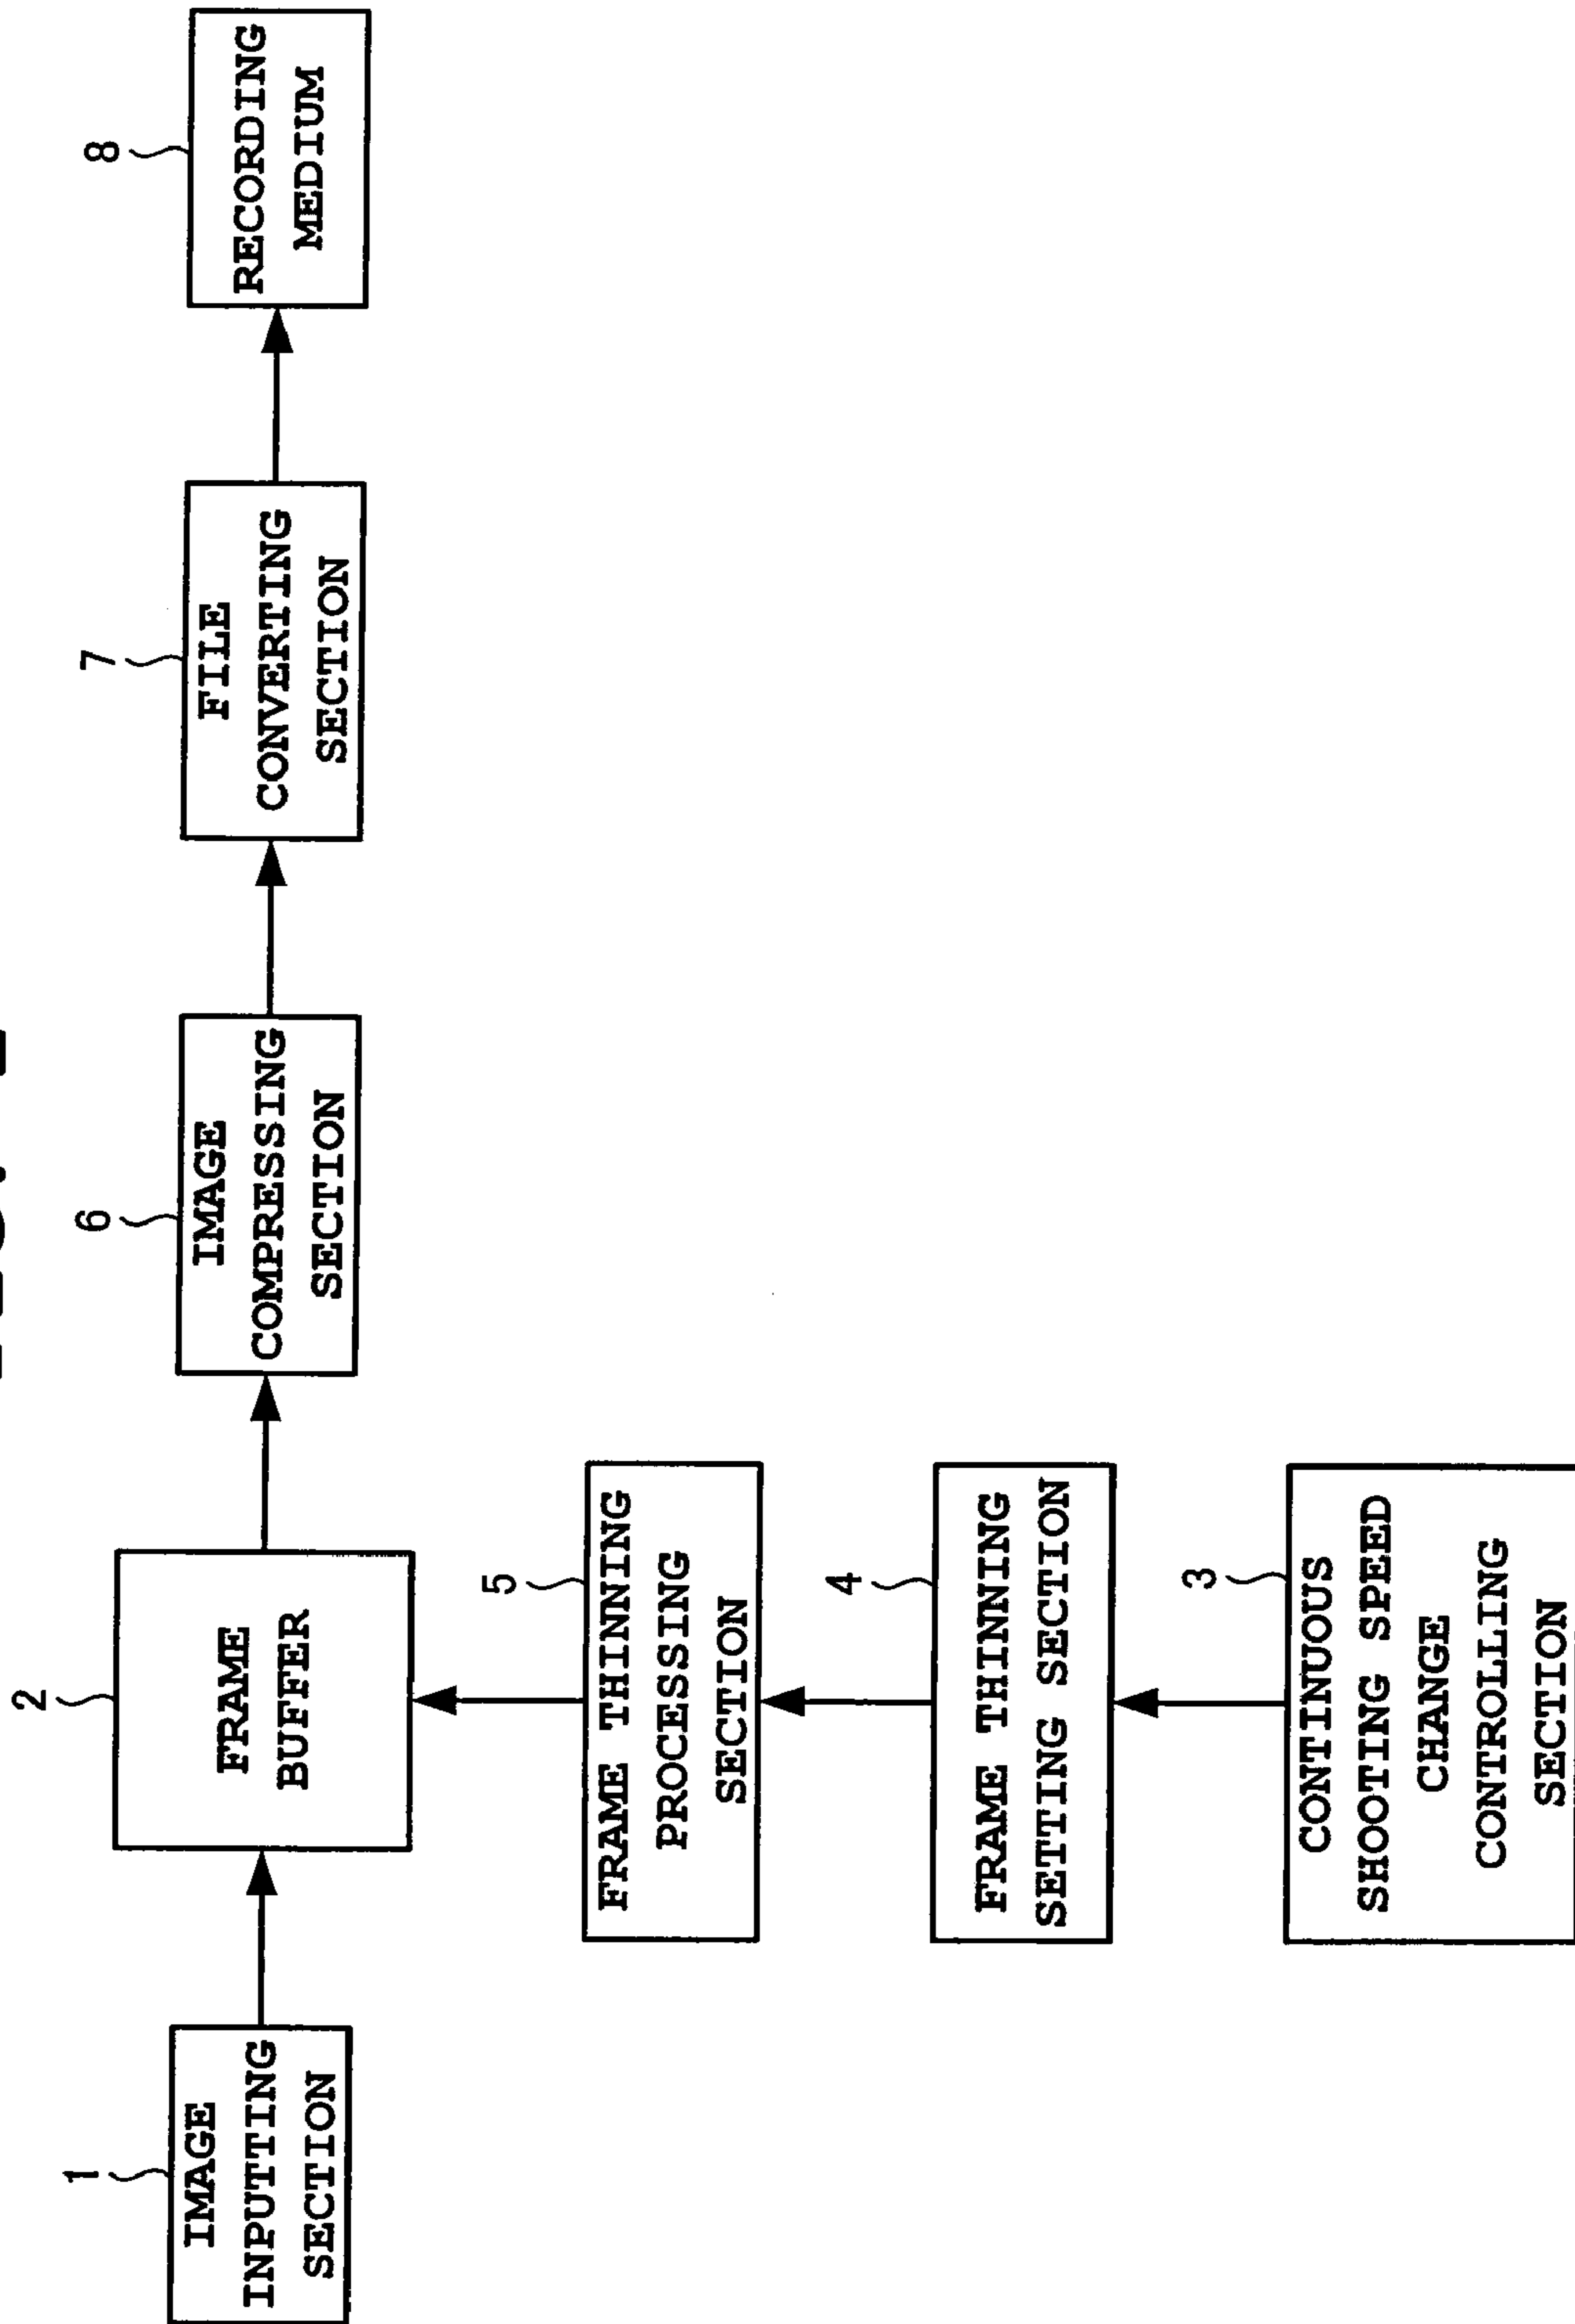 1
IMAGE
INPUTTING
SECTION
2
FRAME
BUFFER
6
IMAGE
COMPRESSING
SECTION
7
FILE
CONVERTING
SECTION
8
RECORDING
MEDIUM
5
FRAME THINNING
PROCESSING
SECTION
4
FRAME THINNING
SETTING SECTION
3
CONTINUOUS
SHOOTING SPEED
CHANGE
CONTROLLING
SECTION